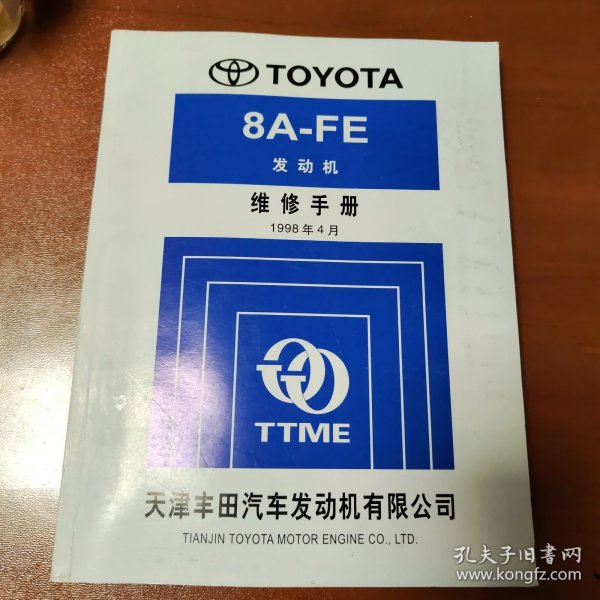 TOYOTA
8A-FE
发动机
维修手册
1998年4月
TTME
天津丰田汽车发动机有限公司
TIANJIN TOYOTA MOTOR ENGINE CO., LTD.
孔夫子旧书网
www.kongfz.com